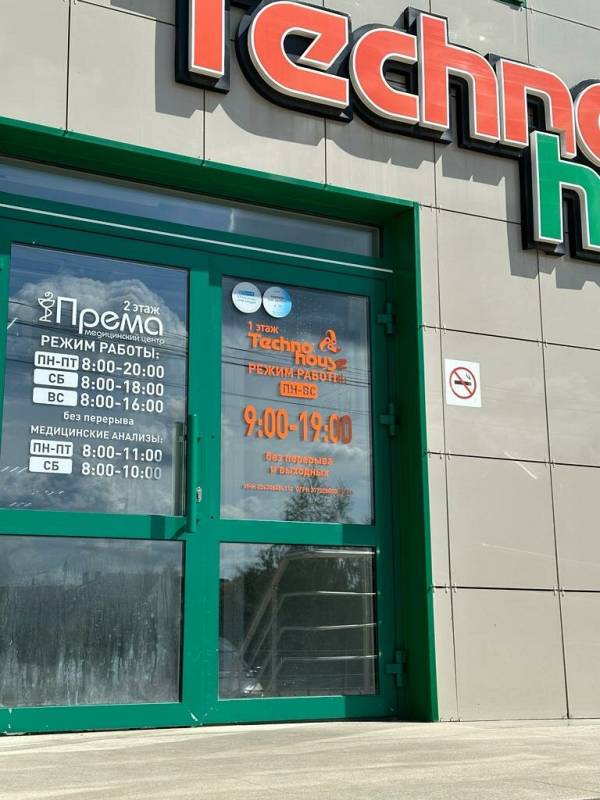 Techno
h
2 этаж
Према
медицинский центр
РЕЖИМ РАБОТЫ:
ПН-ПТ 8:00-20:00
СБ 8:00-18:00
ВС 8:00-16:00
без перерыва
МЕДИЦИНСКИЕ АНАЛИЗЫ:
ПН-ПТ 8:00-11:00
СБ 8:00-10:00
1 этаж
Techno
house
РЕЖИМ РАБОТЫ:
ПН-ВС
9:00-19:00
без перерыва
и выходных
ИНН